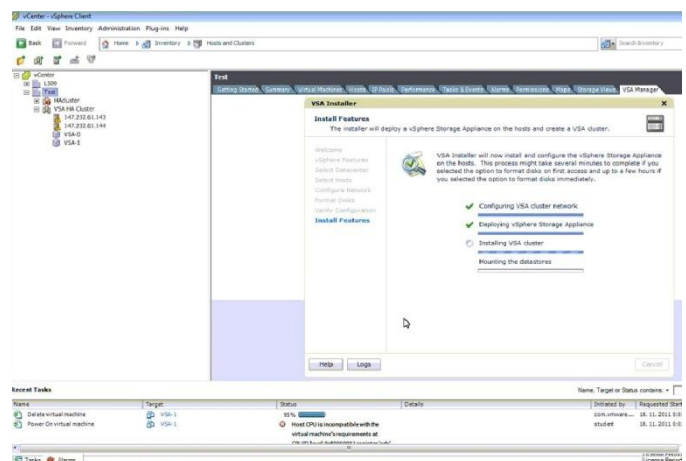 vCenter - vSphere Client
File Edit View Inventory Administration Plug-ins Help
Back Forward Home Inventory Hosts and Clusters
Search Inventory
vCenter
LS09
Test
HAcluster
VSA HA Cluster
147.232.61.143
147.232.61.144
VSA-0
VSA-1
Test
Getting Started Summary Virtual Machines Hosts IP Pools Performance Tasks & Events Alarms Permissions Maps Storage Views VSA Manager
VSA Installer
Install Features
The installer will deploy a vSphere Storage Appliance on the hosts and create a VSA cluster.
Welcome
vSphere Features
Select Datacenter
Select Hosts
Configure Network
Format Disks
Verify Configuration
Install Features
VSA Installer will now install and configure the vSphere Storage Appliance
on the hosts. This process might take several minutes to complete if you
selected the option to format disks on first access and up to a few hours if
you selected the option to format disks immediately.
Configuring VSA cluster network
Deploying vSphere Storage Appliance
Installing VSA cluster
Mounting the datastores
Help Logs Cancel
Recent Tasks
Name, Target or Status contains:
Name Target Status Details Initiated by Requested Start
Delete virtual machine VSA-1 95% com.vmware... 18. 11. 2011
Power On virtual machine VSA-1 Host CPU is incompatible with the student 18. 11. 2011
virtual machine's requirements at
Tasks Alarms